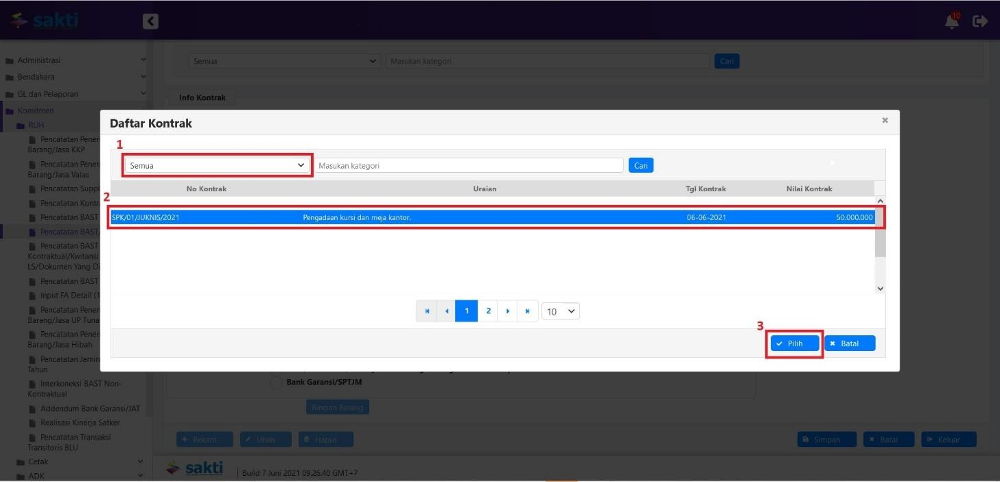 sakti
10
Administrasi
Bendahara
GL dan Pelaporan
Komitmen
RUH
Pencatatan Pener
Barang/Jasa KKP
Pencatatan Pener
Barang/Jasa Valas
Pencatatan Suppl
Pencatatan Kontr
Pencatatan BAST
Pencatatan BAST/
Pencatatan BAST
Kontraktual/Kwitansi
LS/Dokumen Yang Di
Pencatatan BAST
Input FA Detail (1
Pencatatan Pener
Barang/Jasa UP Tuna
Pencatatan Pener
Barang/Jasa Hibah
Pencatatan Jamin
Tahun
Interkoneksi BAST Non-
Kontraktual
Addendum Bank Garansi/JAT
Realisasi Kinerja Satker
Pencatatan Transaksi
Transitoris BLU
Cetak
ADK
Semua Masukan kategori Cari
Info Kontrak
Daftar Kontrak
1
Semua Masukan kategori Cari
No Kontrak Uraian Tgl Kontrak Nilai Kontrak
2
SPK/01/JUKNIS/2021 Pengadaan kursi dan meja kantor. 06-06-2021 50.000.000
1 2 10
3
Pilih Batal
Bank Garansi/SPTJM
Rincian Barang
Rekam Ubah Hapus Simpan Batal Keluar
sakti Build 7 Juni 2021 09.26.40 GMT+7